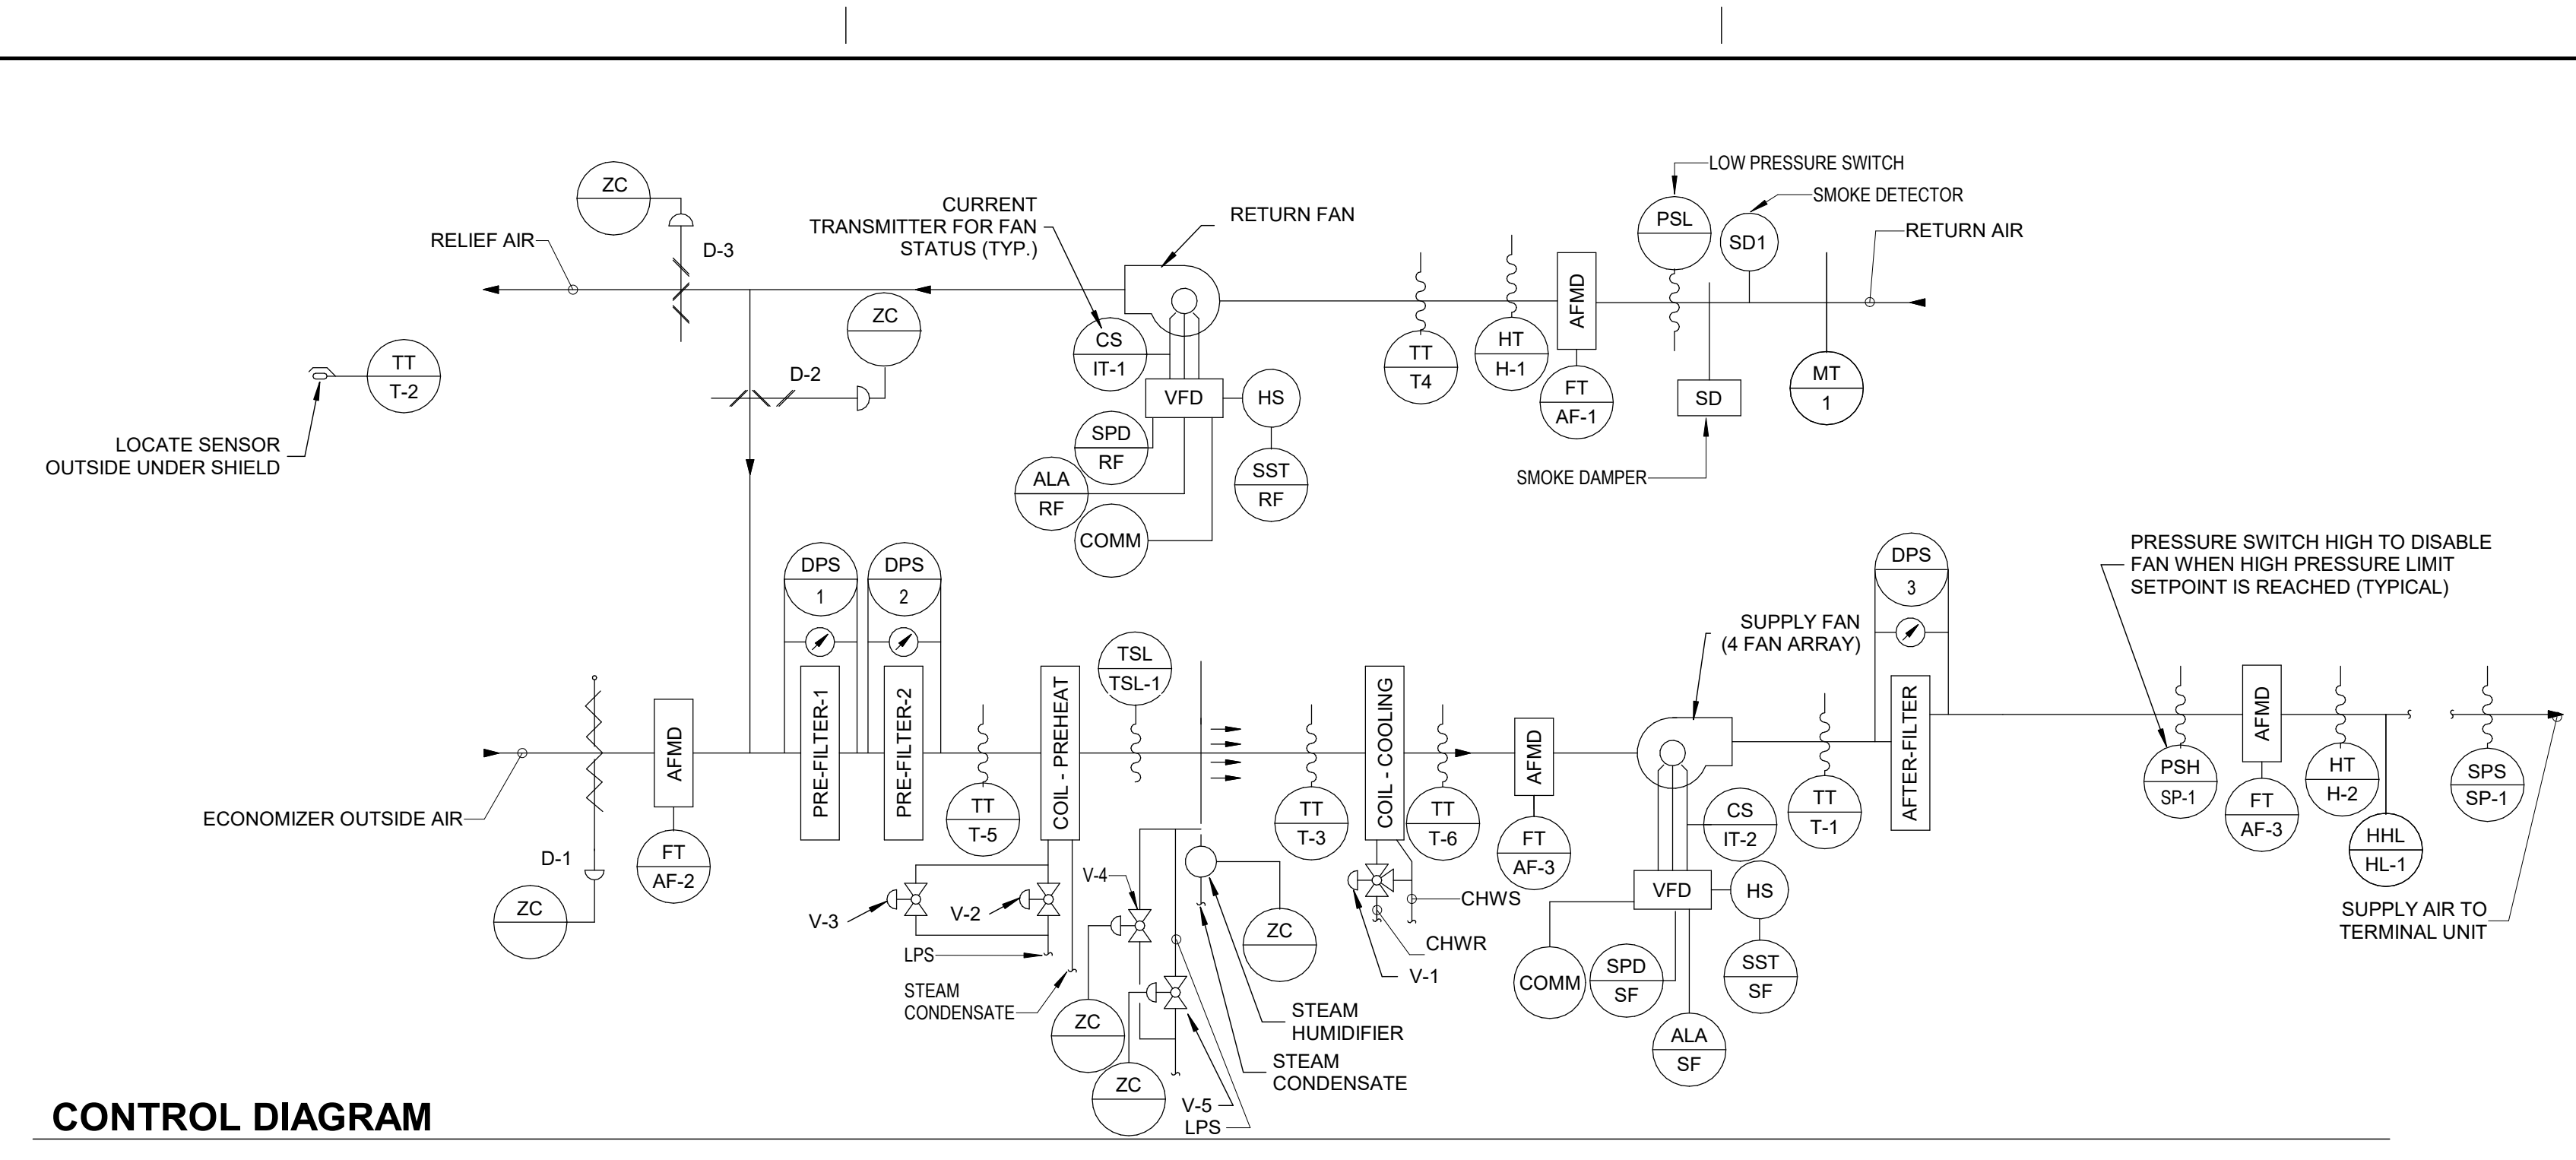 LOW PRESSURE SWITCH
ZC
PSL
SMOKE DETECTOR
CURRENT
TRANSMITTER FOR FAN
STATUS (TYP.)
RETURN FAN
RELIEF AIR
D-3
SD1
RETURN AIR
AFMD
ZC
CS
IT-1
HT
H-1
TT
T4
TT
T-2
D-2
MT
1
VFD
HS
FT
AF-1
SD
SPD
RF
LOCATE SENSOR
OUTSIDE UNDER SHIELD
ALA
RF
SST
RF
SMOKE DAMPER
COMM
DPS
1
DPS
2
DPS
3
PRESSURE SWITCH HIGH TO DISABLE
FAN WHEN HIGH PRESSURE LIMIT
SETPOINT IS REACHED (TYPICAL)
SUPPLY FAN
(4 FAN ARRAY)
TSL
TSL-1
AFMD
PRE-FILTER-1
PRE-FILTER-2
COIL - PREHEAT
COIL - COOLING
AFMD
AFTER-FILTER
AFMD
ECONOMIZER OUTSIDE AIR
TT
T-5
TT
T-3
TT
T-6
CS
IT-2
TT
T-1
PSH
SP-1
FT
AF-3
HT
H-2
SPS
SP-1
D-1
FT
AF-2
FT
AF-3
HHL
HL-1
V-4
VFD
HS
ZC
V-3
V-2
ZC
CHWS
CHWR
SUPPLY AIR TO
TERMINAL UNIT
LPS
V-1
COMM
SPD
SF
SST
SF
STEAM
CONDENSATE
ZC
STEAM
HUMIDIFIER
ALA
SF
STEAM
CONDENSATE
ZC
V-5
LPS
CONTROL DIAGRAM